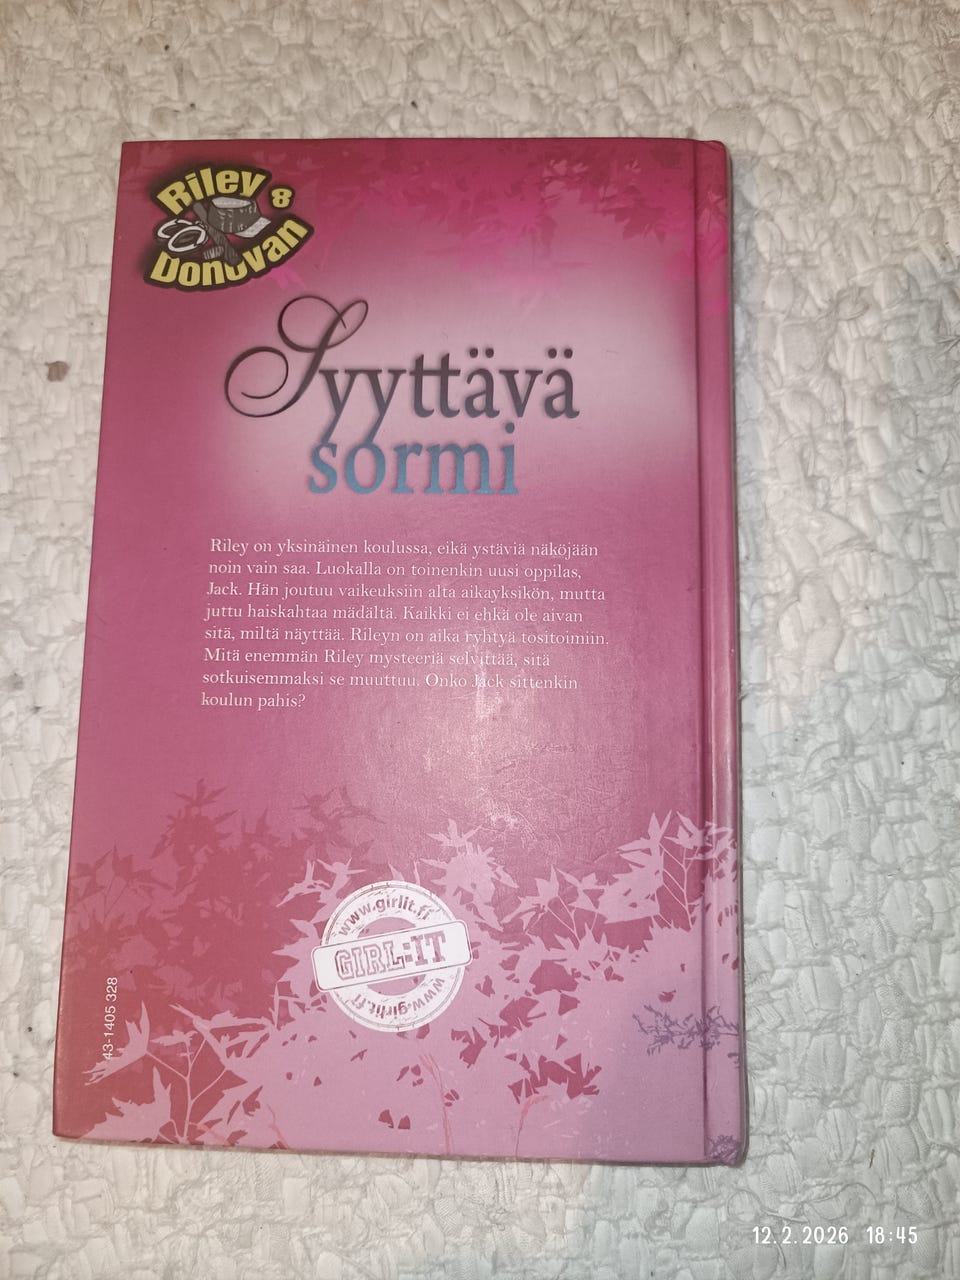 Riley 8
Donovan
Syyttävä
sormi
Riley on yksinäinen koulussa, eikä ystäviä näköjään
noin vain saa. Luokalla on toinenkin uusi oppilas,
Jack. Hän joutuu vaikeuksiin alta aikayksikön, mutta
juttu haiskahtaa mädältä. Kaikki ei ehkä ole aivan
sitä, miltä näyttää. Rileyn on aika ryhtyä tositoimiin.
Mitä enemmän Riley mysteeriä selvittää, sitä
sotkuisemmaksi se muuttuu. Onko Jack sittenkin
koulun pahis?
www.girlit.fi
GIRL:IT
www.girlit.fi
43-1405 328
12.2.2026 18:45